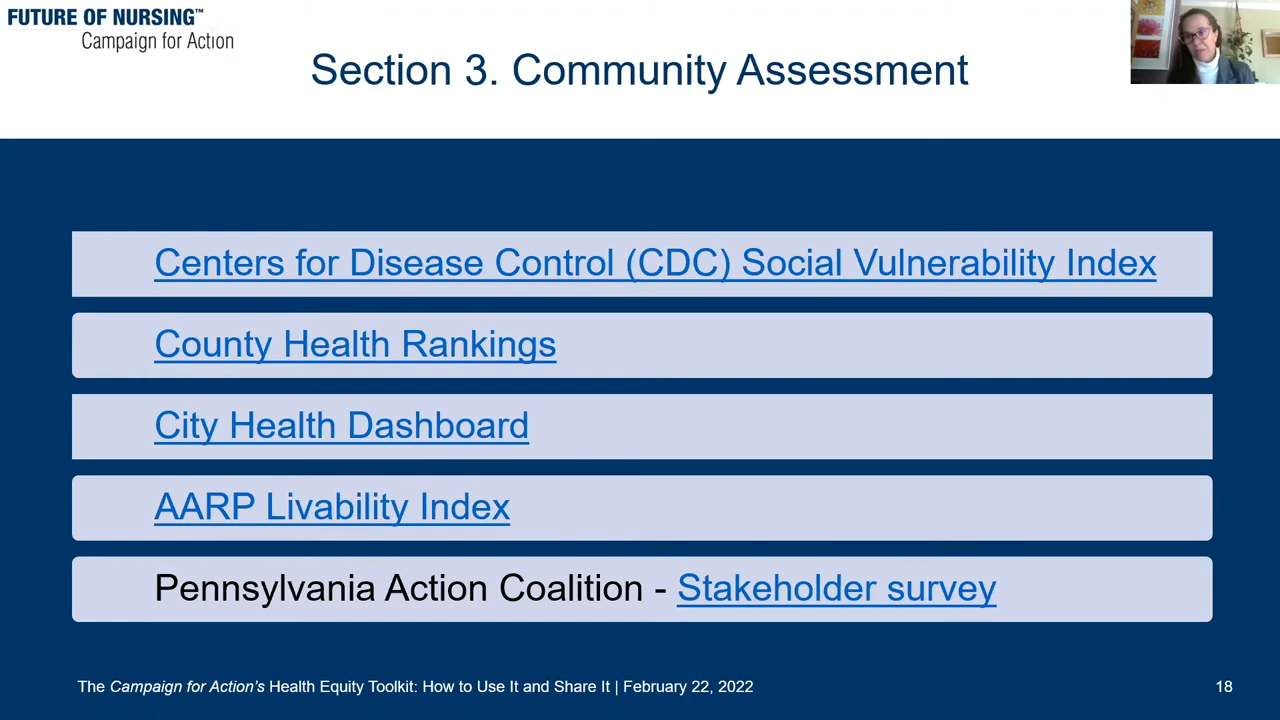 FUTURE OF NURSING™
Campaign for Action
Section 3. Community Assessment
Centers for Disease Control (CDC) Social Vulnerability Index
County Health Rankings
City Health Dashboard
AARP Livability Index
Pennsylvania Action Coalition - Stakeholder survey
The Campaign for Action's Health Equity Toolkit: How to Use It and Share It | February 22, 2022
18